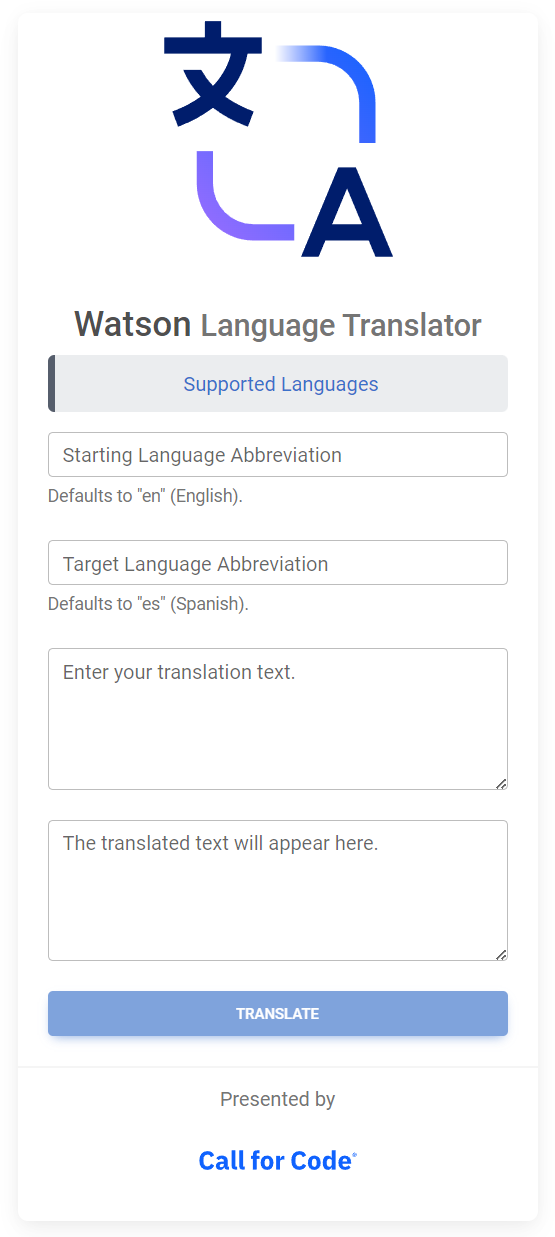 文
A
Watson Language Translator
Supported Languages
Starting Language Abbreviation
Defaults to "en" (English).
Target Language Abbreviation
Defaults to "es" (Spanish).
Enter your translation text.
The translated text will appear here.
TRANSLATE
Presented by
Call for Code®